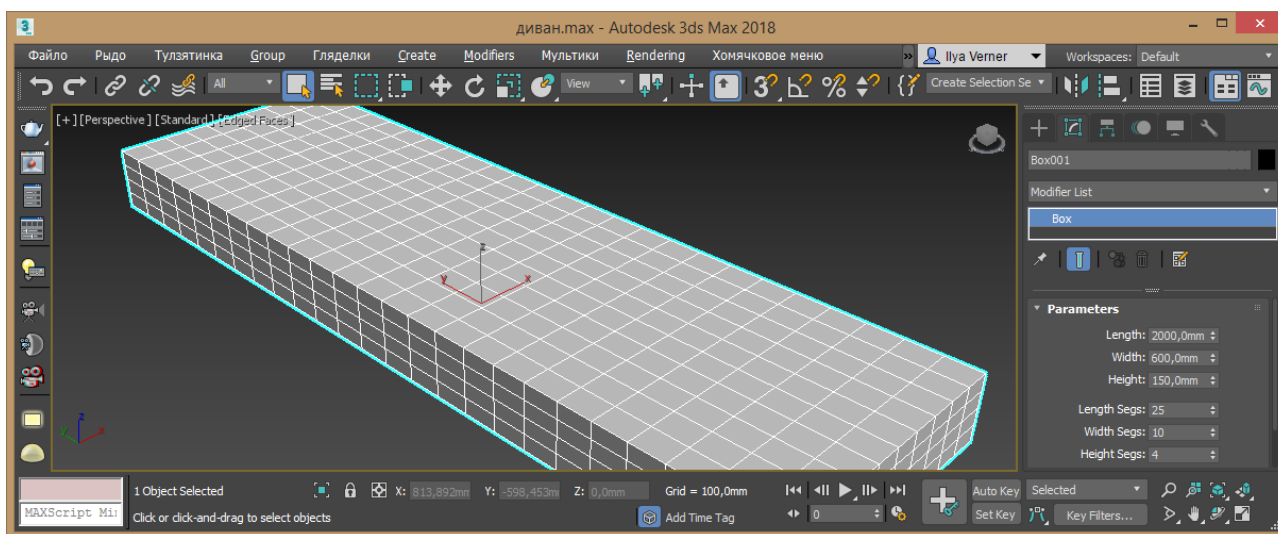 диван.max - Autodesk 3ds Max 2018
Файло Рыдо Тулзятинка Group Гляделки Create Modifiers Мультики Rendering Хомячковое меню » Ilya Verner Workspaces: Default
All View Create Selection Se
[+] [Perspective] [Standard] [Edged Faces]
Box001
Modifier List
Box
Parameters
Length: 2000,0mm
Width: 600,0mm
Height: 150,0mm
Length Segs: 25
Width Segs: 10
Height Segs: 4
z
y x
z
y x
1 Object Selected X: 813,892mm Y: -598,453m Z: 0,0mm Grid = 100,0mm Auto Key Selected
MAXScript Mi Click or click-and-drag to select objects Add Time Tag 0 Set Key Key Filters...